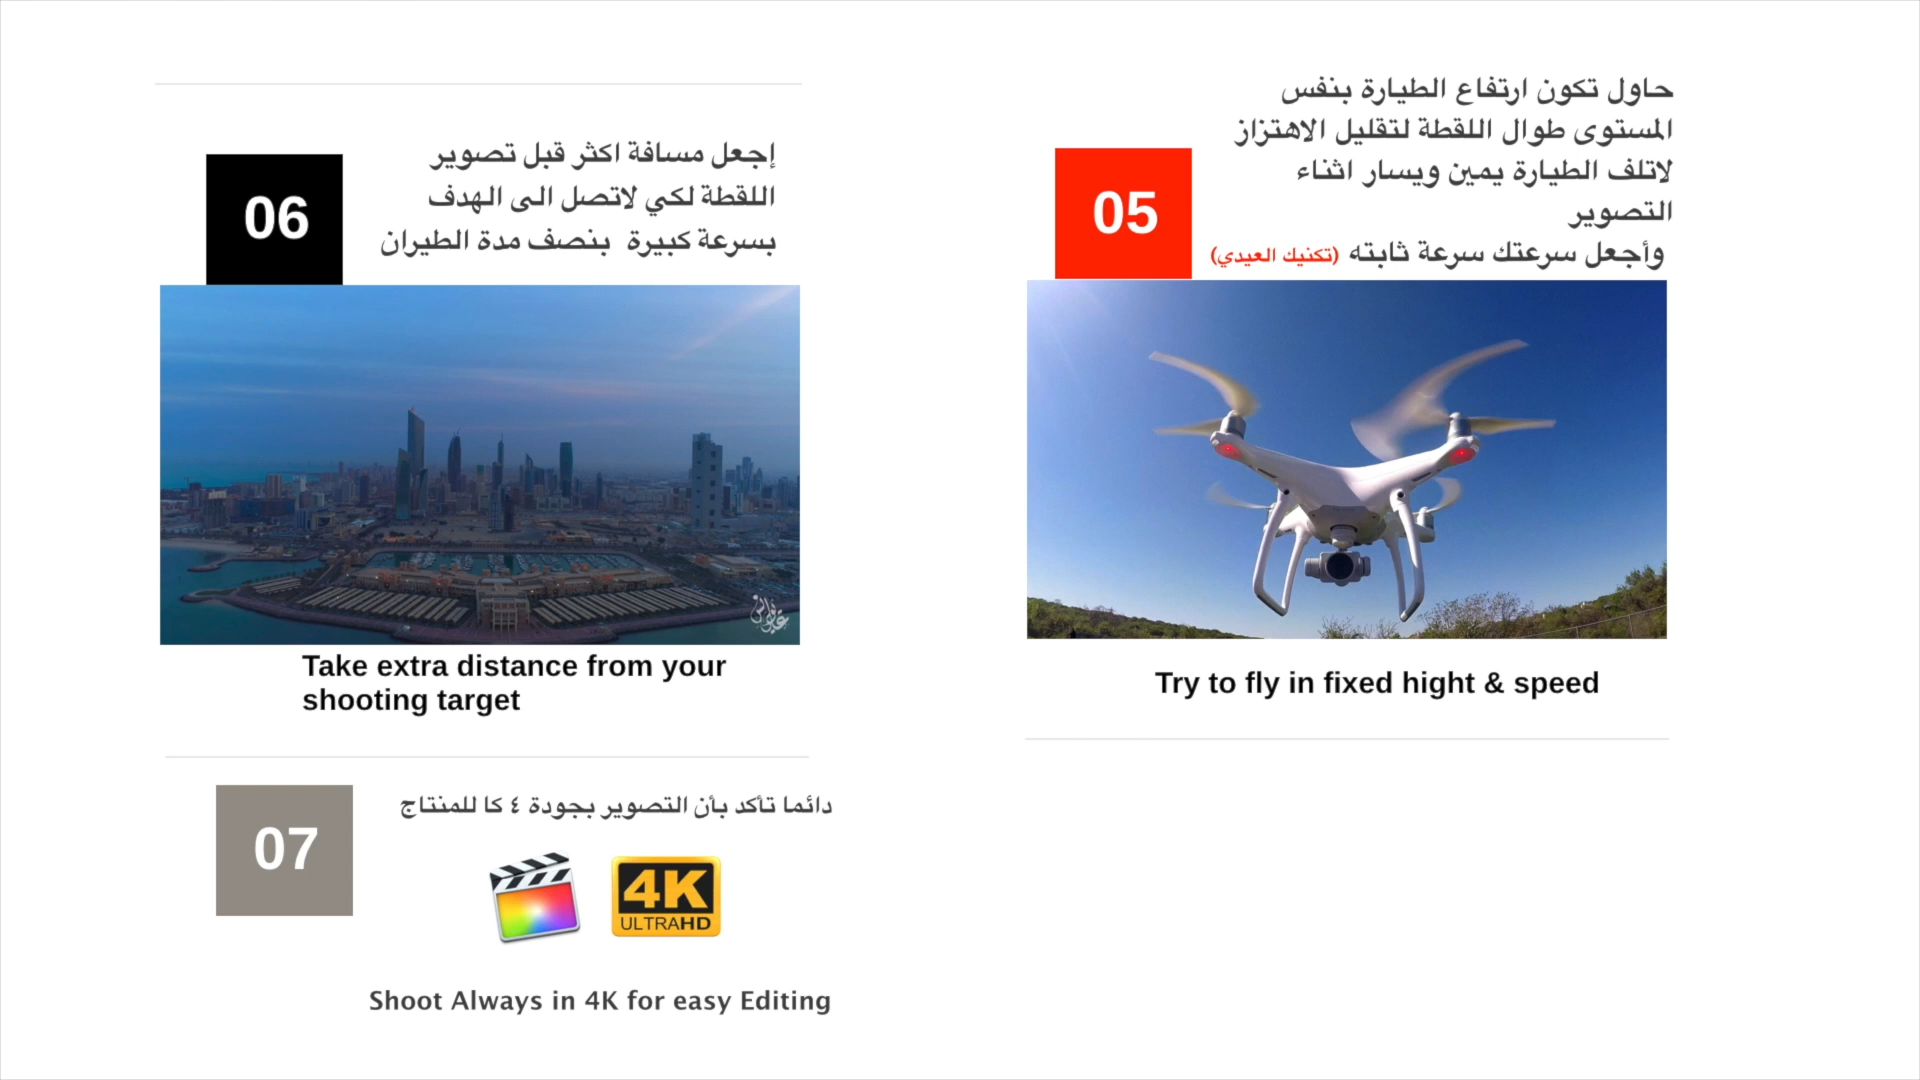 حاول تكون ارتفاع الطيارة بنفس
المستوى طوال اللقطة لتقليل الاهتزاز
لاتلف الطيارة يمين ويسار اثناء
التصوير
وأجعل سرعتك سرعة ثابته (تكنيك العيدي)
05
Try to fly in fixed hight & speed
إجعل مسافة اكثر قبل تصوير
اللقطة لكي لاتصل الى الهدف
بسرعة كبيرة بنصف مدة الطيران
06
Take extra distance from your
shooting target
دائما تأكد بأن التصوير بجودة ٤ كا للمنتاج
07
4K
ULTRAHD
Shoot Always in 4K for easy Editing